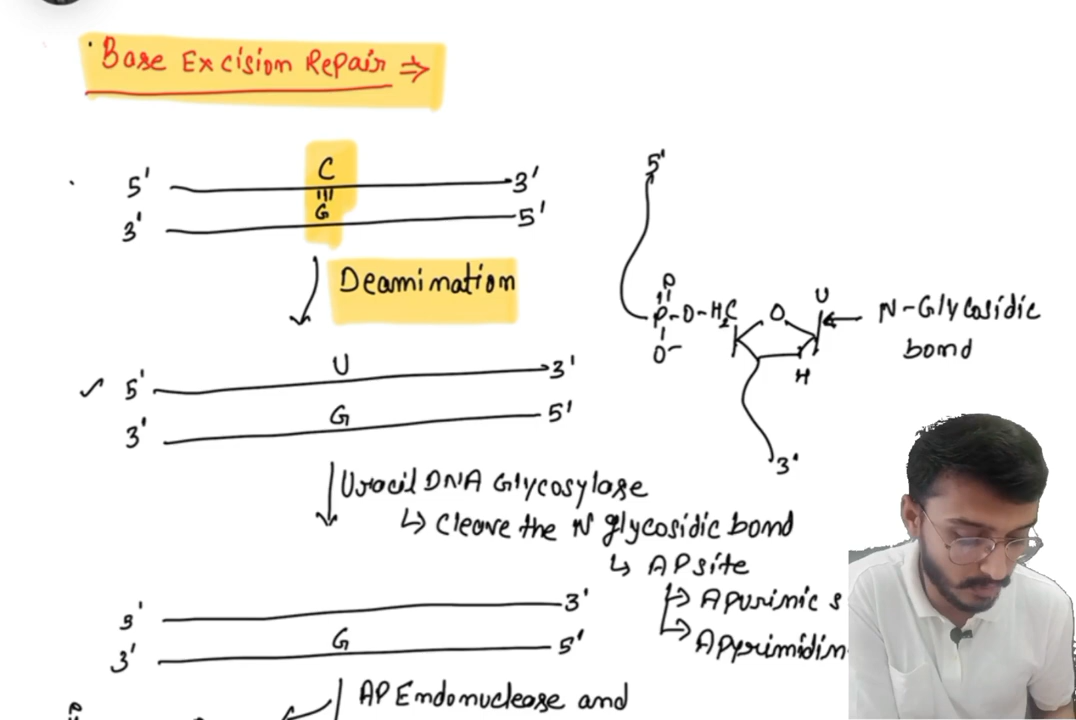 Base Excision Repair ⇒
C
5' 3'
G
3' 5'
Deamination
U
5' 3'
G
3' 5'
Uracil DNA Glycosylase
↳ Cleave the N glycosidic bond
↳ AP site
↳ Apurinic s
↳ Apyrimidin
3' 3'
G
3' 5'
AP Endonuclease and
5'
O
P-O-H₂C O U
O⁻
H
3'
N-Glycosidic
bond